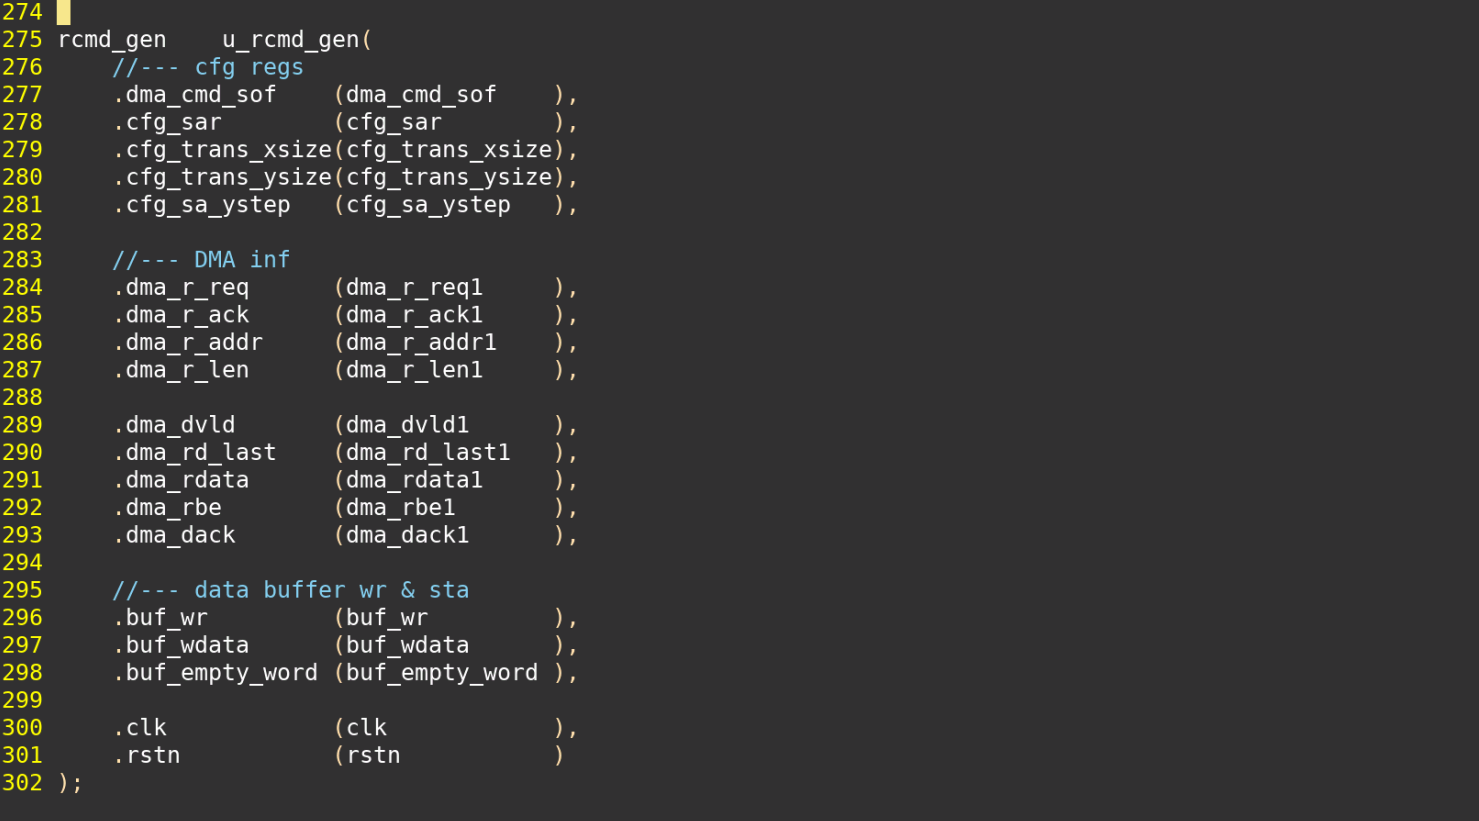 274
275 rcmd_gen    u_rcmd_gen(
276     //--- cfg regs
277     .dma_cmd_sof    (dma_cmd_sof    ),
278     .cfg_sar        (cfg_sar        ),
279     .cfg_trans_xsize(cfg_trans_xsize),
280     .cfg_trans_ysize(cfg_trans_ysize),
281     .cfg_sa_ystep   (cfg_sa_ystep   ),
282
283     //--- DMA inf
284     .dma_r_req      (dma_r_req1     ),
285     .dma_r_ack      (dma_r_ack1     ),
286     .dma_r_addr     (dma_r_addr1    ),
287     .dma_r_len      (dma_r_len1     ),
288
289     .dma_dvld       (dma_dvld1      ),
290     .dma_rd_last    (dma_rd_last1   ),
291     .dma_rdata      (dma_rdata1     ),
292     .dma_rbe        (dma_rbe1       ),
293     .dma_dack       (dma_dack1      ),
294
295     //--- data buffer wr & sta
296     .buf_wr         (buf_wr         ),
297     .buf_wdata      (buf_wdata      ),
298     .buf_empty_word (buf_empty_word ),
299
300     .clk            (clk            ),
301     .rstn           (rstn           )
302 );